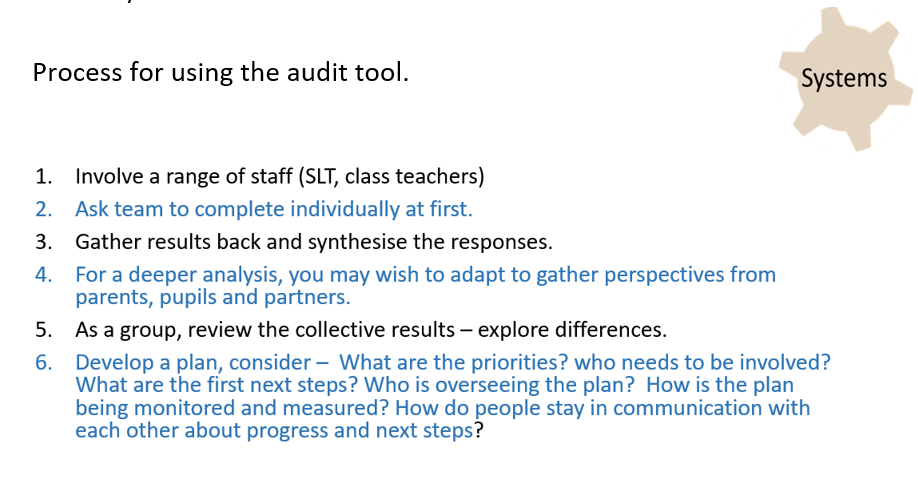 Process for using the audit tool.
Systems
1. Involve a range of staff (SLT, class teachers)
2. Ask team to complete individually at first.
3. Gather results back and synthesise the responses.
4. For a deeper analysis, you may wish to adapt to gather perspectives from
parents, pupils and partners.
5. As a group, review the collective results – explore differences.
6. Develop a plan, consider – What are the priorities? who needs to be involved?
What are the first next steps? Who is overseeing the plan? How is the plan
being monitored and measured? How do people stay in communication with
each other about progress and next steps?